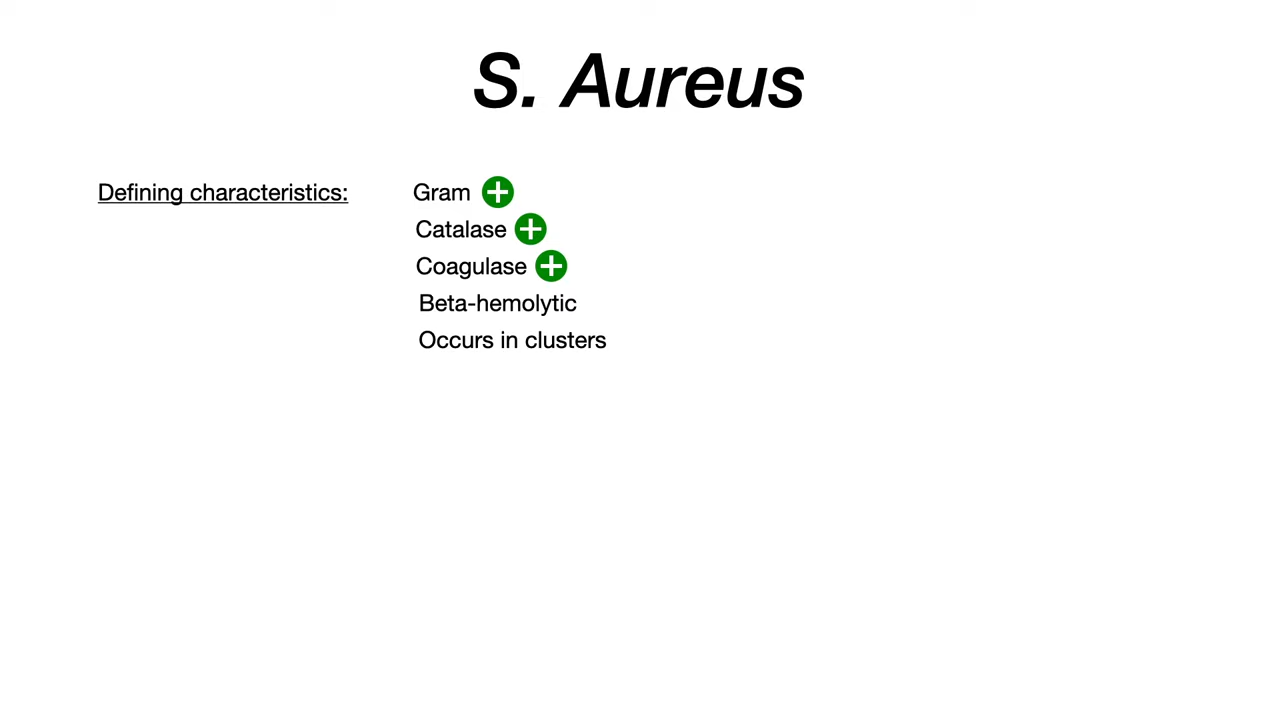 S. Aureus
Defining characteristics: Gram +
Catalase +
Coagulase +
Beta-hemolytic
Occurs in clusters